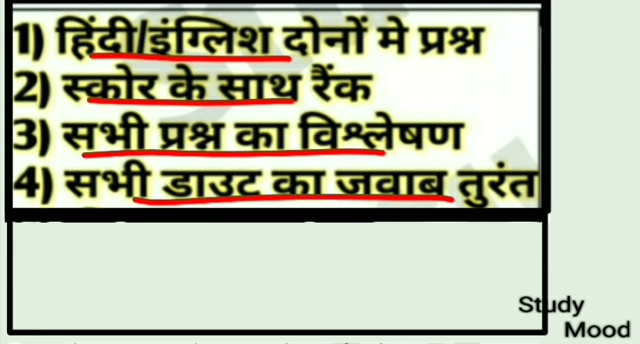 1) हिंदी/इंग्लिश दोनों मे प्रश्न
2) स्कोर के साथ रैंक
3) सभी प्रश्न का विश्लेषण
4) सभी डाउट का जवाब तुरंत
Study
Mood